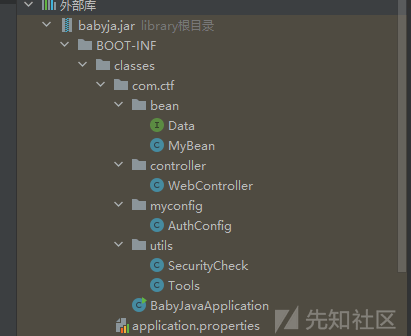 外部库
babyja.jar library根目录
BOOT-INF
classes
com.ctf
bean
Data
MyBean
controller
WebController
myconfig
AuthConfig
utils
SecurityCheck
Tools
BabyJavaApplication
application.properties
先知社区